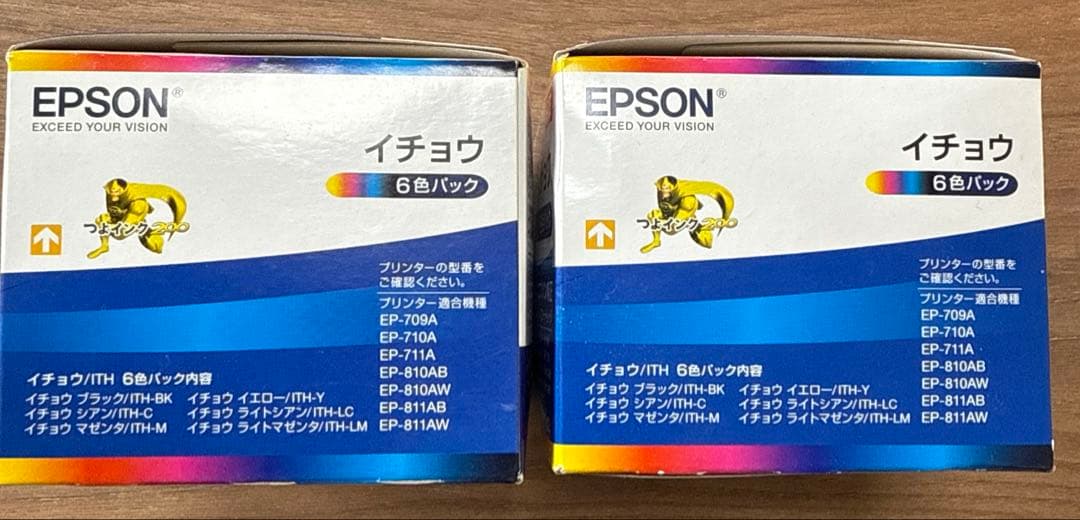 EPSON®
EXCEED YOUR VISION
イチョウ
6色パック
つよインク200
プリンターの型番を
ご確認ください。
プリンター適合機種
EP-709A
EP-710A
EP-711A
EP-810AB
EP-810AW
EP-811AB
EP-811AW
イチョウ/ITH 6色パック内容
イチョウ ブラック/ITH-BK イチョウ イエロー/ITH-Y
イチョウ シアン/ITH-C イチョウ ライトシアン/ITH-LC
イチョウ マゼンタ/ITH-M イチョウ ライトマゼンタ/ITH-LM
EPSON®
EXCEED YOUR VISION
イチョウ
6色パック
つよインク200
プリンターの型番を
ご確認ください。
プリンター適合機種
EP-709A
EP-710A
EP-711A
EP-810AB
EP-810AW
EP-811AB
EP-811AW
イチョウ/ITH 6色パック内容
イチョウ ブラック/ITH-BK イチョウ イエロー/ITH-Y
イチョウ シアン/ITH-C イチョウ ライトシアン/ITH-LC
イチョウ マゼンタ/ITH-M イチョウ ライトマゼンタ/ITH-LM